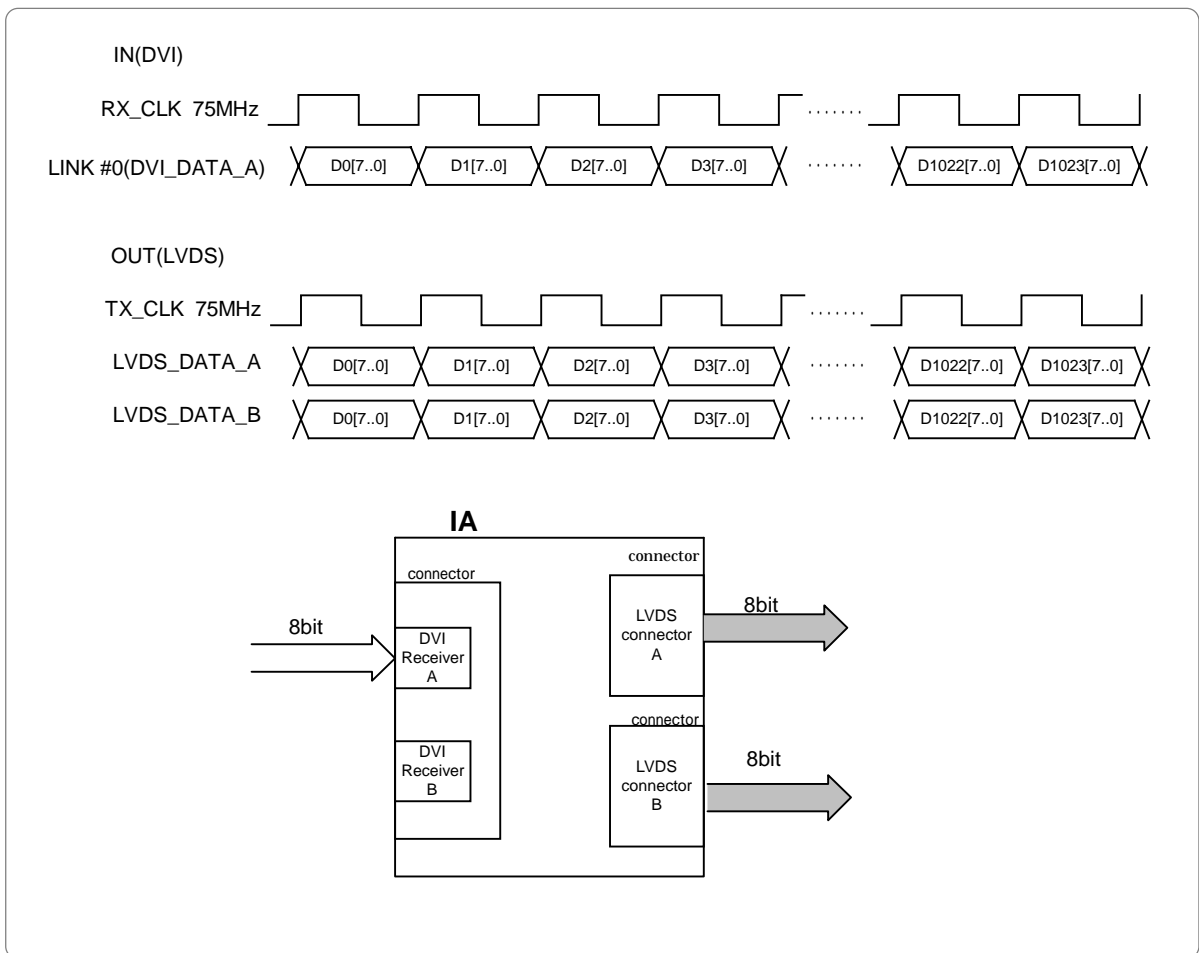 IN(DVI)
RX_CLK 75MHz
.......
LINK #0(DVI_DATA_A) D0[7..0] D1[7..0] D2[7..0] D3[7..0] ....... D1022[7..0] D1023[7..0]
OUT(LVDS)
TX_CLK 75MHz
.......
LVDS_DATA_A D0[7..0] D1[7..0] D2[7..0] D3[7..0] ....... D1022[7..0] D1023[7..0]
LVDS_DATA_B D0[7..0] D1[7..0] D2[7..0] D3[7..0] ....... D1022[7..0] D1023[7..0]
IA
connector
8bit
DVI
Receiver
A
DVI
Receiver
B
connector
LVDS
connector
A
8bit
connector
LVDS
connector
B
8bit